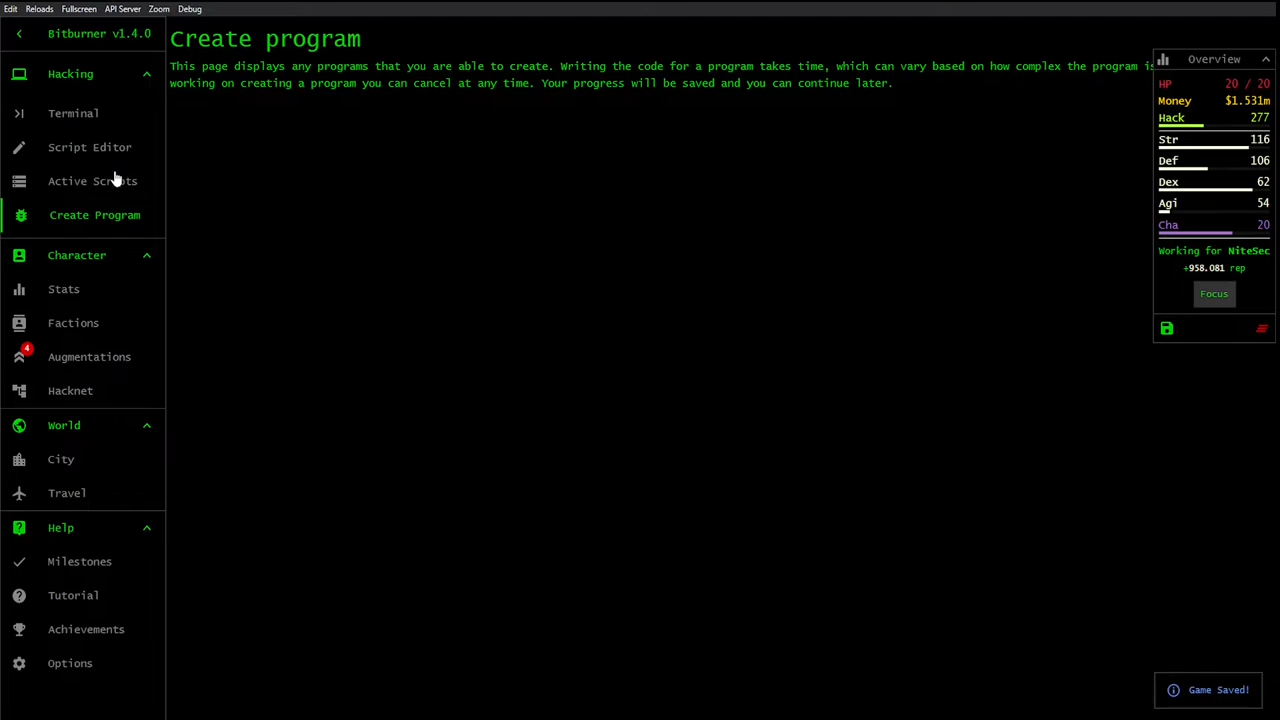 Edit Reloads Fullscreen API Server Zoom Debug
Bitburner v1.4.0
Hacking
Terminal
Script Editor
Active Scripts
Create Program
Character
Stats
Factions
4
Augmentations
Hacknet
World
City
Travel
Help
Milestones
Tutorial
Achievements
Options
Create program
This page displays any programs that you are able to create. Writing the code for a program takes time, which can vary based on how complex the program is
working on creating a program you can cancel at any time. Your progress will be saved and you can continue later.
Overview
HP 20 / 20
Money $1.531m
Hack 277
Str 116
Def 106
Dex 62
Agi 54
Cha 20
Working for NiteSec
+958.081 rep
Focus
Game Saved!